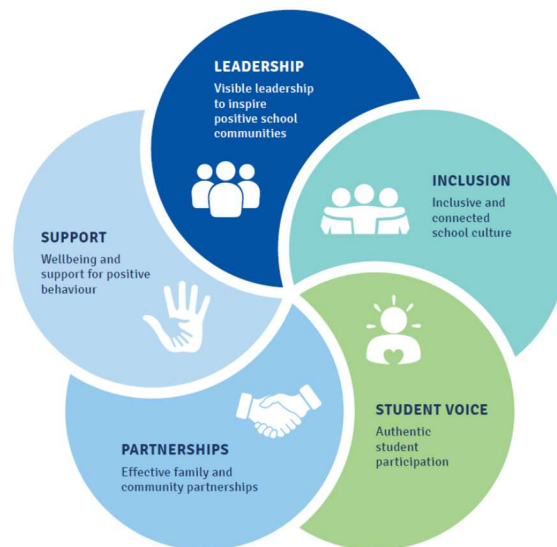 LEADERSHIP
Visible leadership
to inspire
positive school
communities
INCLUSION
Inclusive and
connected
school culture
STUDENT VOICE
Authentic
student
participation
PARTNERSHIPS
Effective family and
community partnerships
SUPPORT
Wellbeing and
support for positive
behaviour